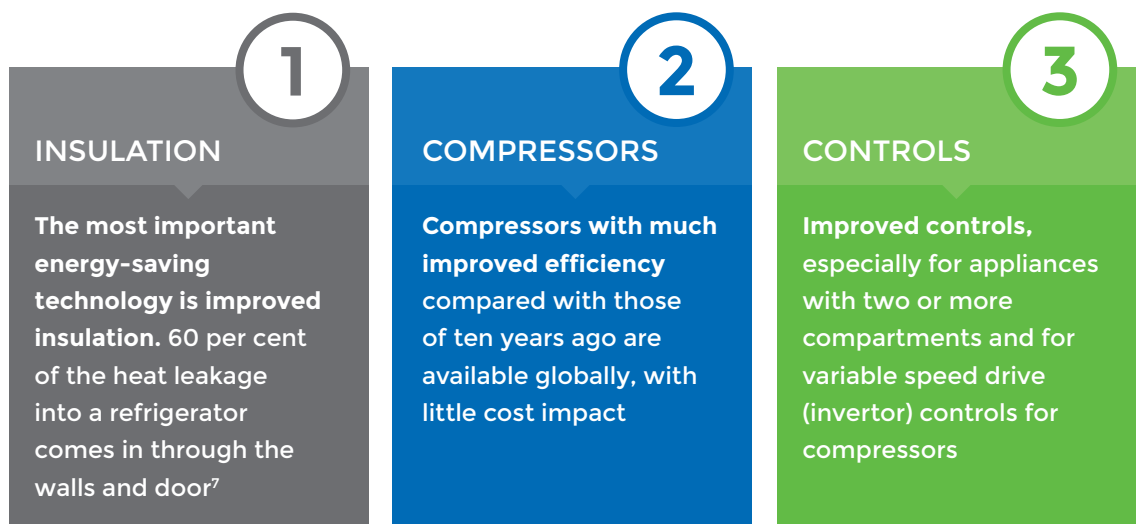 1
INSULATION
The most important
energy-saving
technology is improved
insulation. 60 per cent
of the heat leakage
into a refrigerator
comes in through the
walls and door⁷
2
COMPRESSORS
Compressors with much
improved efficiency
compared with those
of ten years ago are
available globally, with
little cost impact
3
CONTROLS
Improved controls,
especially for appliances
with two or more
compartments and for
variable speed drive
(invertor) controls for
compressors